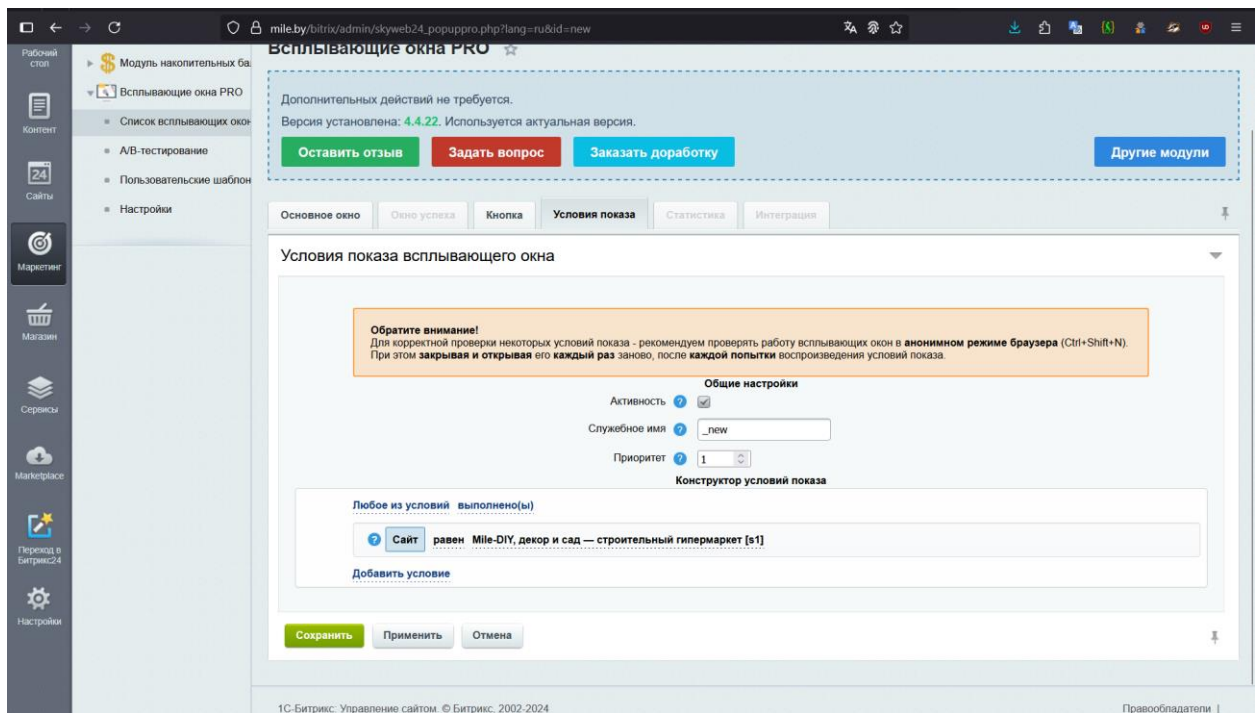 mile.by/bitrix/admin/skyweb24_popuppro.php?lang=ru&id=new
Рабочий
стол
Контент
24
Сайты
Маркетинг
Магазин
Сервисы
Marketplace
Переход в
Битрикс24
Настройки
Модуль накопительных ба
Всплывающие окна PRO
Список всплывающих окон
А/В-тестирование
Пользовательские шаблон
Настройки
Всплывающие окна PRO
Дополнительных действий не требуется.
Версия установлена: 4.4.22. Используется актуальная версия.
Оставить отзыв Задать вопрос Заказать доработку Другие модули
Основное окно Окно успеха Кнопка Условия показа Статистика Интеграция
Условия показа всплывающего окна
Обратите внимание!
Для корректной проверки некоторых условий показа - рекомендуем проверять работу всплывающих окон в анонимном режиме браузера (Ctrl+Shift+N).
При этом закрывая и открывая его каждый раз заново, после каждой попытки воспроизведения условий показа.
Общие настройки
Активность ?
Служебное имя ? _new
Приоритет ? 1
Конструктор условий показа
Любое из условий выполнено(ы)
? Сайт равен Mile-DIY, декор и сад — строительный гипермаркет [s1]
Добавить условие
Сохранить Применить Отмена
1С-Битрикс: Управление сайтом. © Битрикс, 2002-2024 Правообладатели |